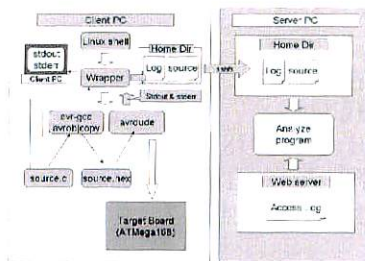 Client PC
Server PC
stdout
stderr
Client PC
Linux shell
Wrapper
Home Dir
Log source
Stdout & stderr
avr-gcc
avrobjcopy
avrdude
source.c
source.hex
Target Board
(ATMega168)
Home Dir
Log source
Analyze
program
Web server
Access Log